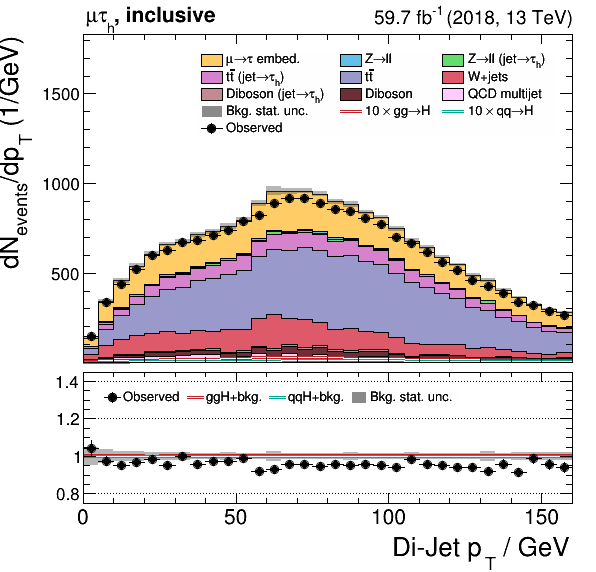 μτh, inclusive 59.7 fb-1 (2018, 13 TeV)
dNevents/dpT (1/GeV)
1500
1000
500
μ→τ embed. Z→ll Z→ll (jet→τh)
tt̄ (jet→τh) tt̄ W+jets
Diboson (jet→τh) Diboson QCD multijet
Bkg. stat. unc. 10 × gg→H 10 × qq→H
Observed
1.4
1.2
1
0.8
Observed ggH+bkg. qqH+bkg. Bkg. stat. unc.
0 50 100 150
Di-Jet pT / GeV